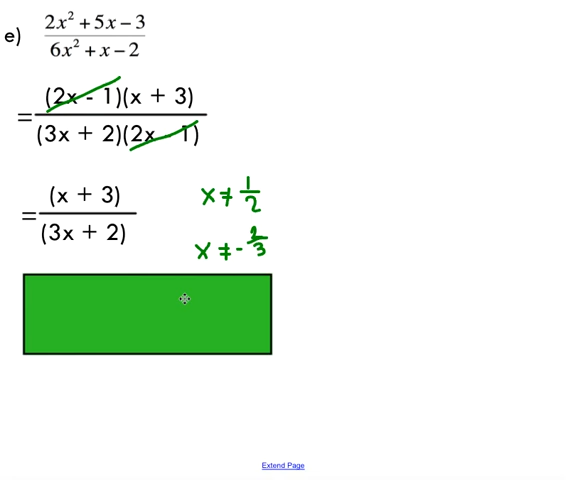 e) 2x² + 5x − 3
6x² + x − 2
= (2x - 1)(x + 3)
(3x + 2)(2x - 1)
= (x + 3)
(3x + 2)
x ≠ 1/2
x ≠ - 2/3
Extend Page